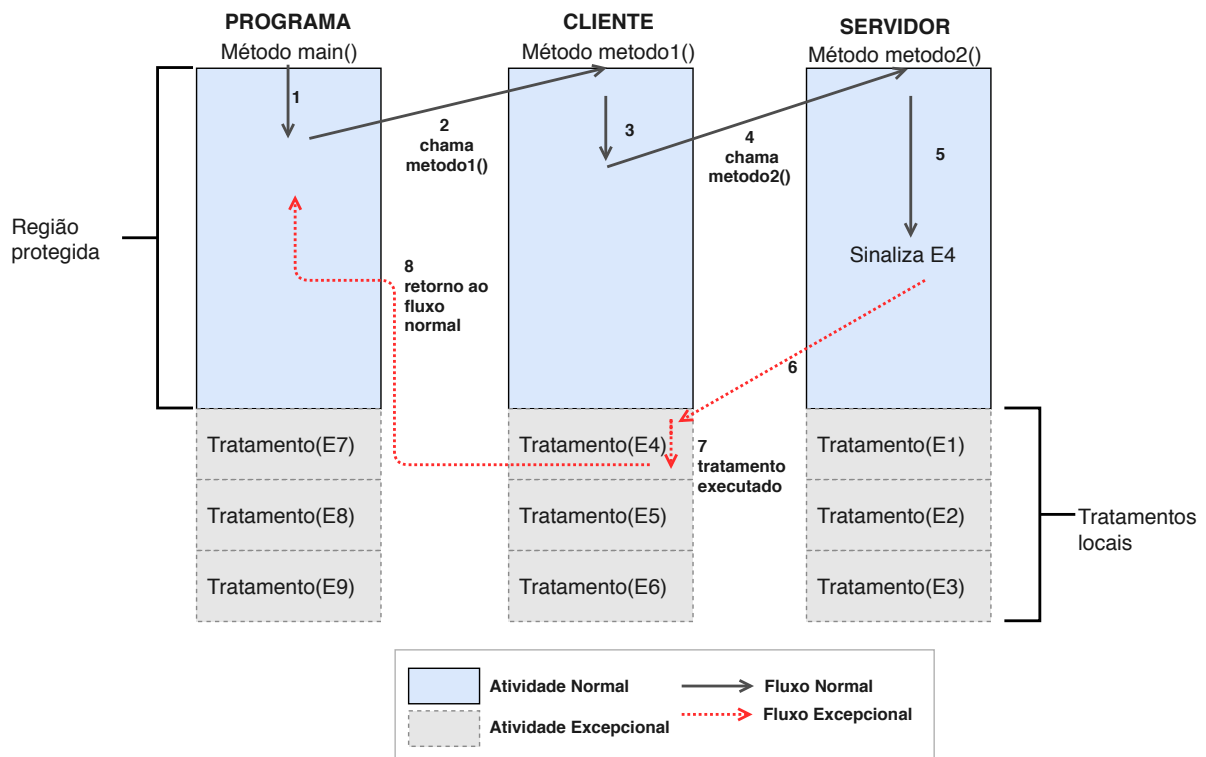 PROGRAMA
Método main()
CLIENTE
Método metodo1()
SERVIDOR
Método metodo2()
1
2
chama
metodo1()
3
4
chama
metodo2()
5
Região
protegida
Sinaliza E4
8
retorno ao
fluxo
normal
6
Tratamento(E7)
Tratamento(E4)
7
tratamento
executado
Tratamento(E1)
Tratamento(E8)
Tratamento(E5)
Tratamento(E2)
Tratamentos
locais
Tratamento(E9)
Tratamento(E6)
Tratamento(E3)
Atividade Normal
Fluxo Normal
Atividade Excepcional
Fluxo Excepcional